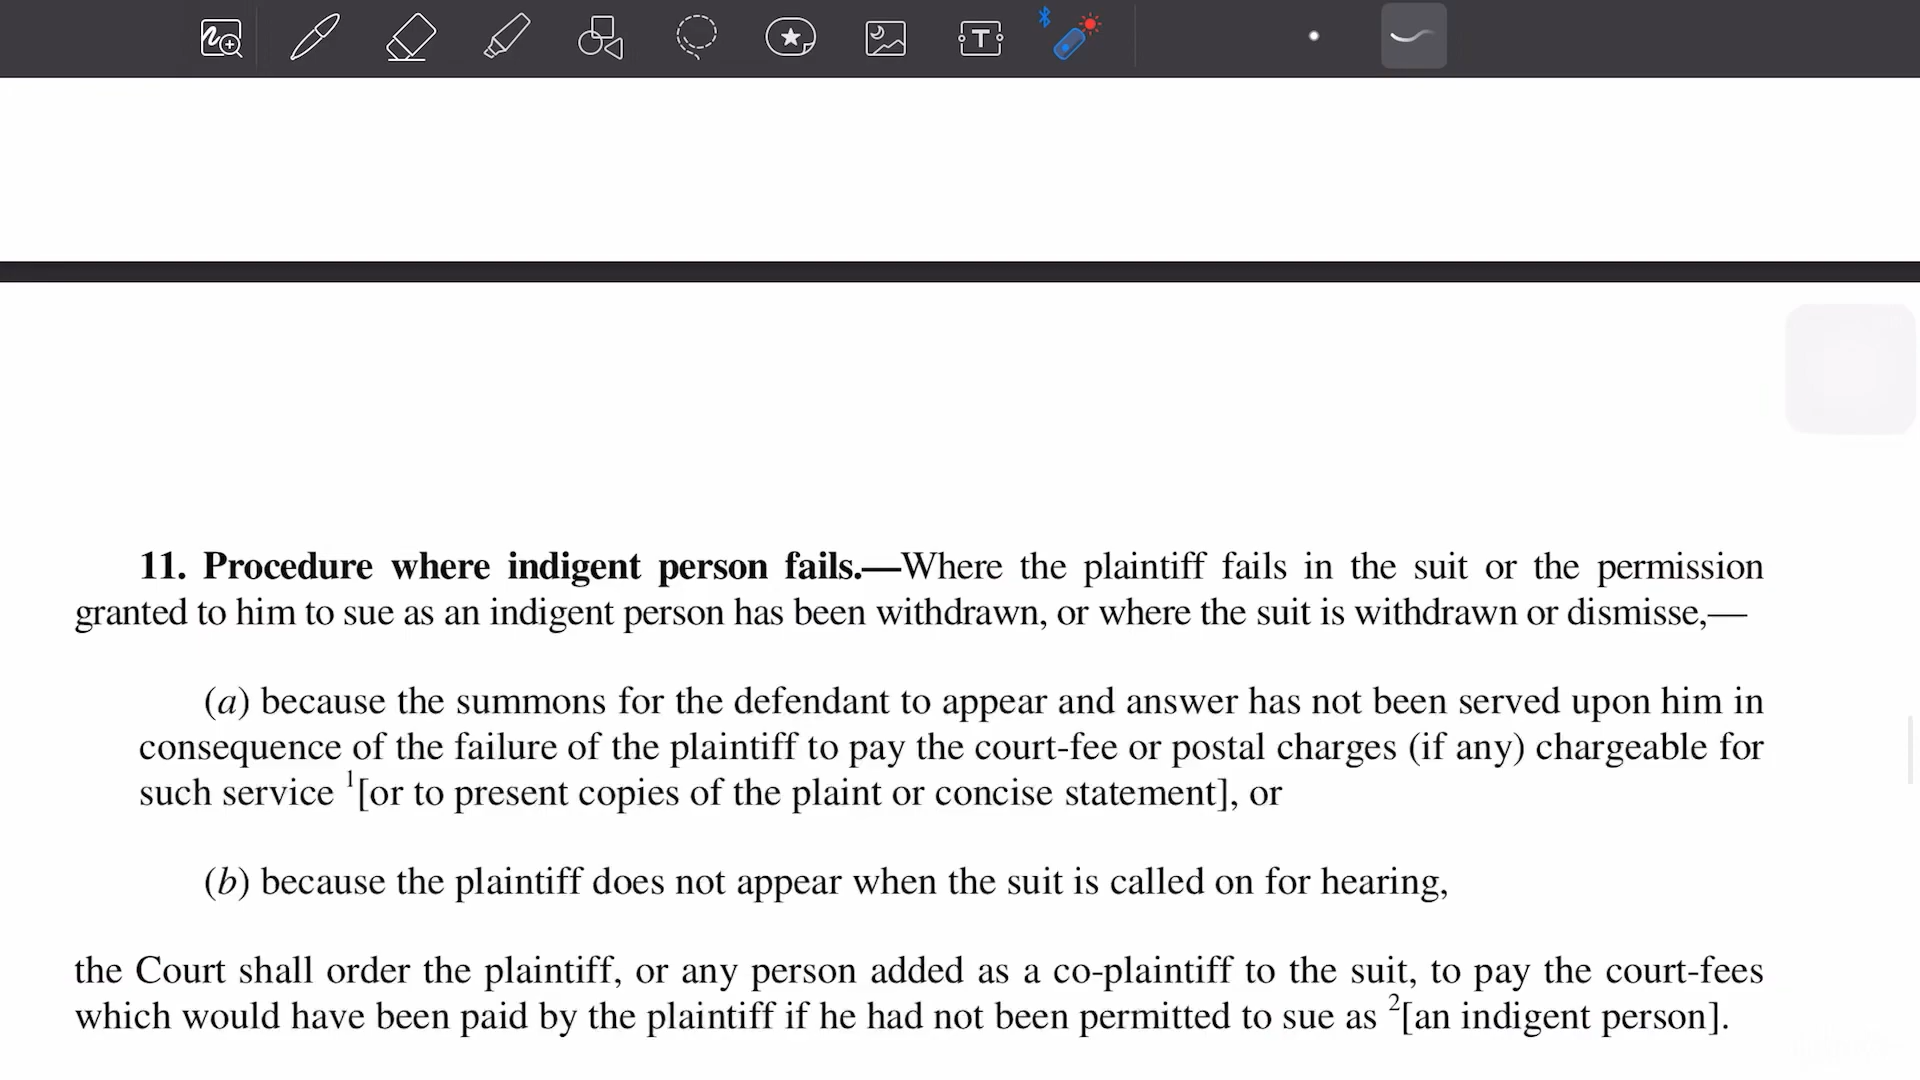 11. Procedure where indigent person fails.—Where the plaintiff fails in the suit or the permission
granted to him to sue as an indigent person has been withdrawn, or where the suit is withdrawn or dismisse,—
(a) because the summons for the defendant to appear and answer has not been served upon him in
consequence of the failure of the plaintiff to pay the court-fee or postal charges (if any) chargeable for
such service 1[or to present copies of the plaint or concise statement], or
(b) because the plaintiff does not appear when the suit is called on for hearing,
the Court shall order the plaintiff, or any person added as a co-plaintiff to the suit, to pay the court-fees
which would have been paid by the plaintiff if he had not been permitted to sue as 2[an indigent person].